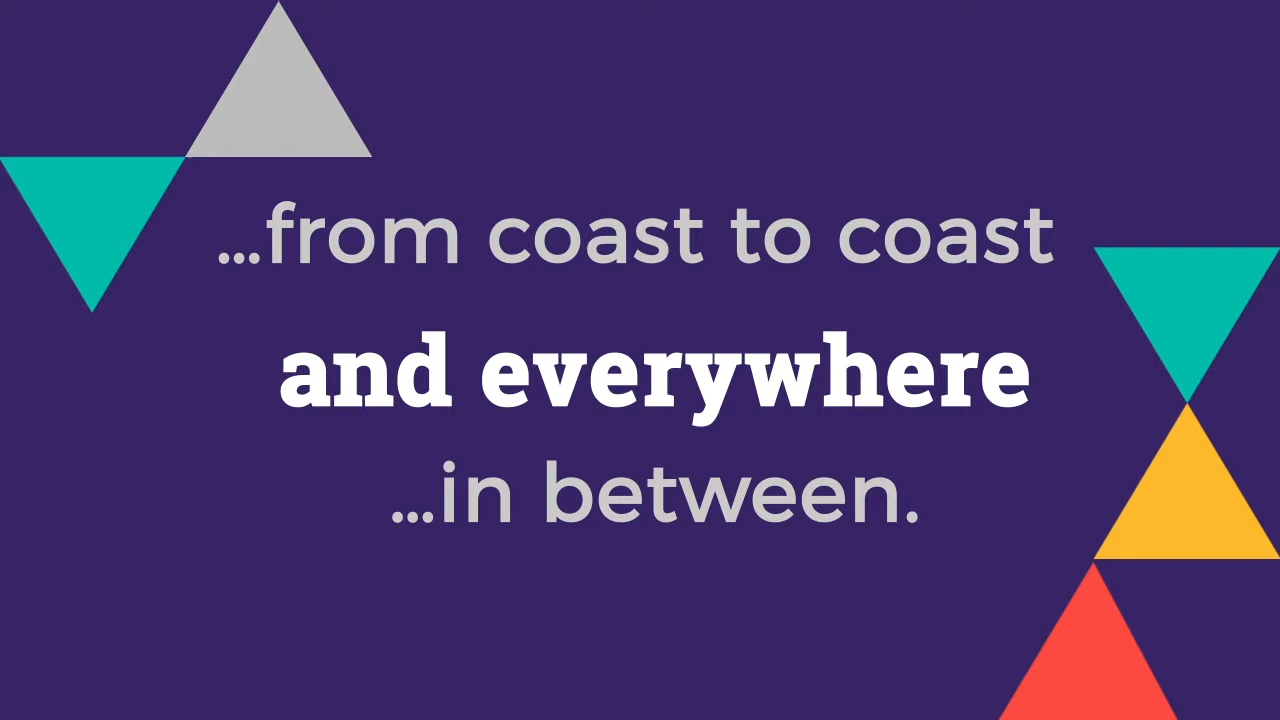 ...from coast to coast
and everywhere
...in between.